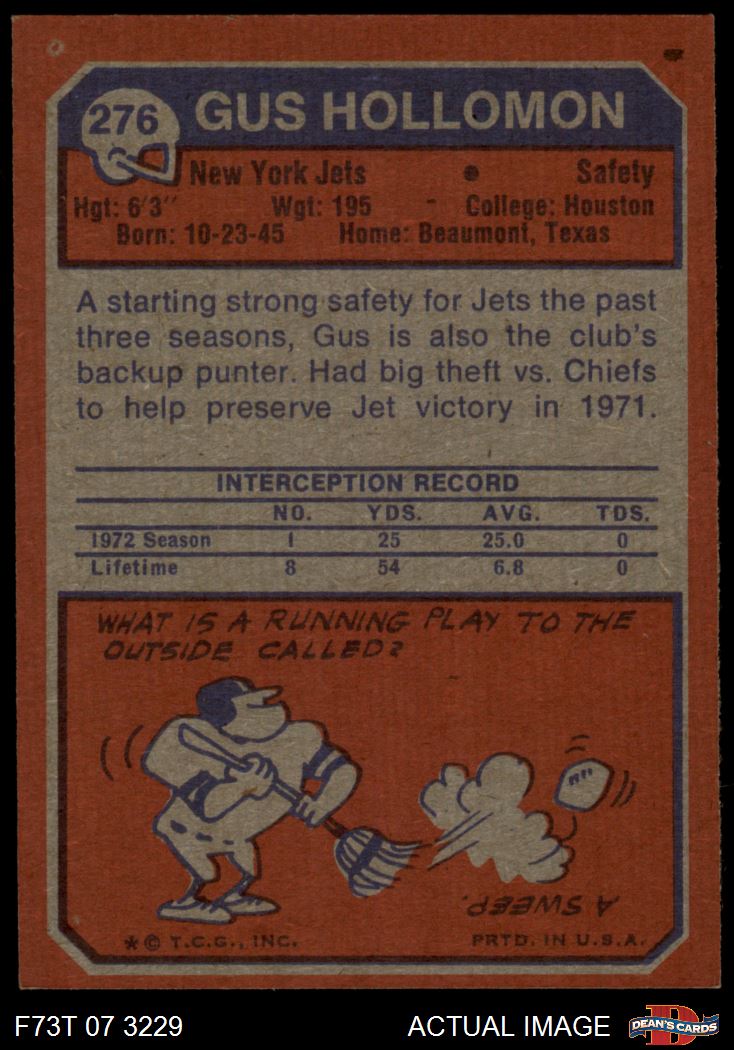 276 GUS HOLLOMON
New York Jets • Safety
Hgt: 6'3" Wgt: 195 College: Houston
Born: 10-23-45 Home: Beaumont, Texas
A starting strong safety for Jets the past
three seasons, Gus is also the club's
backup punter. Had big theft vs. Chiefs
to help preserve Jet victory in 1971.
INTERCEPTION RECORD
NO. YDS. AVG. TDS.
1972 Season 1 25 25.0 0
Lifetime 8 54 6.8 0
WHAT IS A RUNNING PLAY TO THE
OUTSIDE CALLED?
A SWEEP.
*© T.C.G., INC. PRTD. IN U.S.A.
F73T 07 3229 ACTUAL IMAGE D DEAN'S CARDS